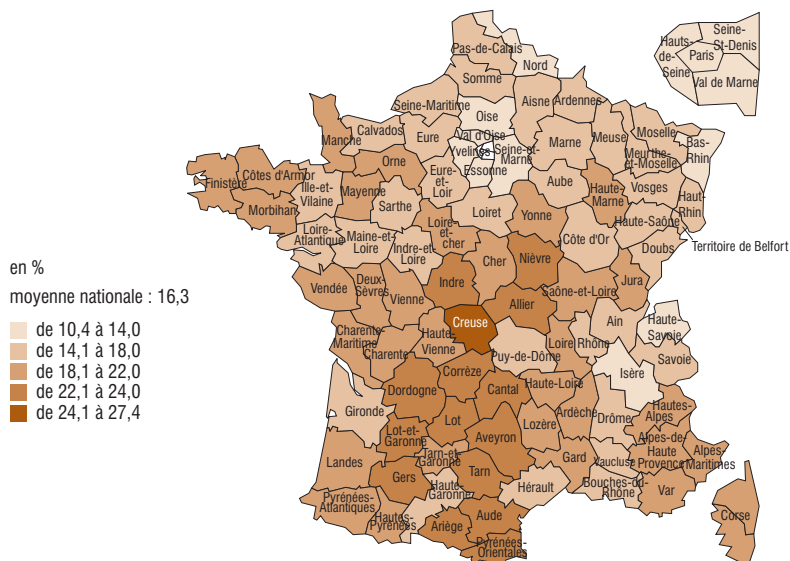 Pas-de-Calais
Nord
Somme
Seine-Maritime
Oise
Aisne
Ardennes
Hauts-
de-
Seine
Paris
Seine-
St-Denis
Val de Marne
Manche
Calvados
Eure
Val d'Oise
Yvelines
Essonne
Seine-et-
Marne
Marne
Meuse
Moselle
Meurthe-
et-Moselle
Bas-
Rhin
Finistère
Côtes d'Armor
Morbihan
Ille-et-
Vilaine
Mayenne
Orne
Sarthe
Eure-
et-
Loir
Loiret
Aube
Haute-
Marne
Vosges
Haut-
Rhin
Loire-
Atlantique
Maine-et-
Loire
Indre-et-
Loire
Loir-
et-
cher
Yonne
Côte d'Or
Haute-Saône
Doubs
Territoire de Belfort
Vendée
Deux-
Sèvres
Vienne
Indre
Cher
Nièvre
Saône-et-Loire
Jura
en %
moyenne nationale : 16,3
de 10,4 à 14,0
de 14,1 à 18,0
de 18,1 à 22,0
de 22,1 à 24,0
de 24,1 à 27,4
Charente-
Maritime
Charente
Haute-
Vienne
Creuse
Allier
Puy-de-Dôme
Loire
Rhône
Ain
Haute-
Savoie
Savoie
Isère
Gironde
Dordogne
Corrèze
Cantal
Haute-Loire
Ardèche
Drôme
Hautes-
Alpes
Lot-et-
Garonne
Lot
Aveyron
Lozère
Gard
Vaucluse
Alpes-de-
Haute
Provence
Alpes-
Maritimes
Landes
Gers
Tarn-et-
Garonne
Tarn
Hérault
Bouches-du-
Rhône
Var
Corse
Pyrénées-
Atlantiques
Hautes-
Pyrénées
Haute-
Garonne
Ariège
Aude
Pyrénées-
Orientales